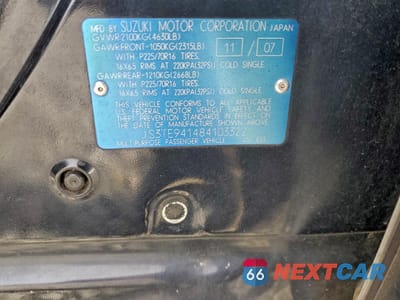 MFD BY SUZUKI MOTOR CORPORATION JAPAN
GVWR:2100KG(4630LB)
GAWR:FRONT-1050KG(2315LB) 11 / 07
WITH P225/70R16 TIRES,
16X6.5 RIMS AT 220KPA(32PSI) COLD SINGLE
GAWR:REAR-1210KG(2668LB)
WITH P225/70R16 TIRES,
16X6.5 RIMS AT 220KPA(32PSI) COLD SINGLE
THIS VEHICLE CONFORMS TO ALL APPLICABLE
U.S. FEDERAL MOTOR VEHICLE SAFETY
AND THEFT PREVENTION STANDARDS IN
EFFECT ON THE DATE OF MANUFACTURE
SHOWN ABOVE.
JS3TE941484103322
MULTI-PURPOSE PASSENGER VEHICLE
66 NEXTCAR